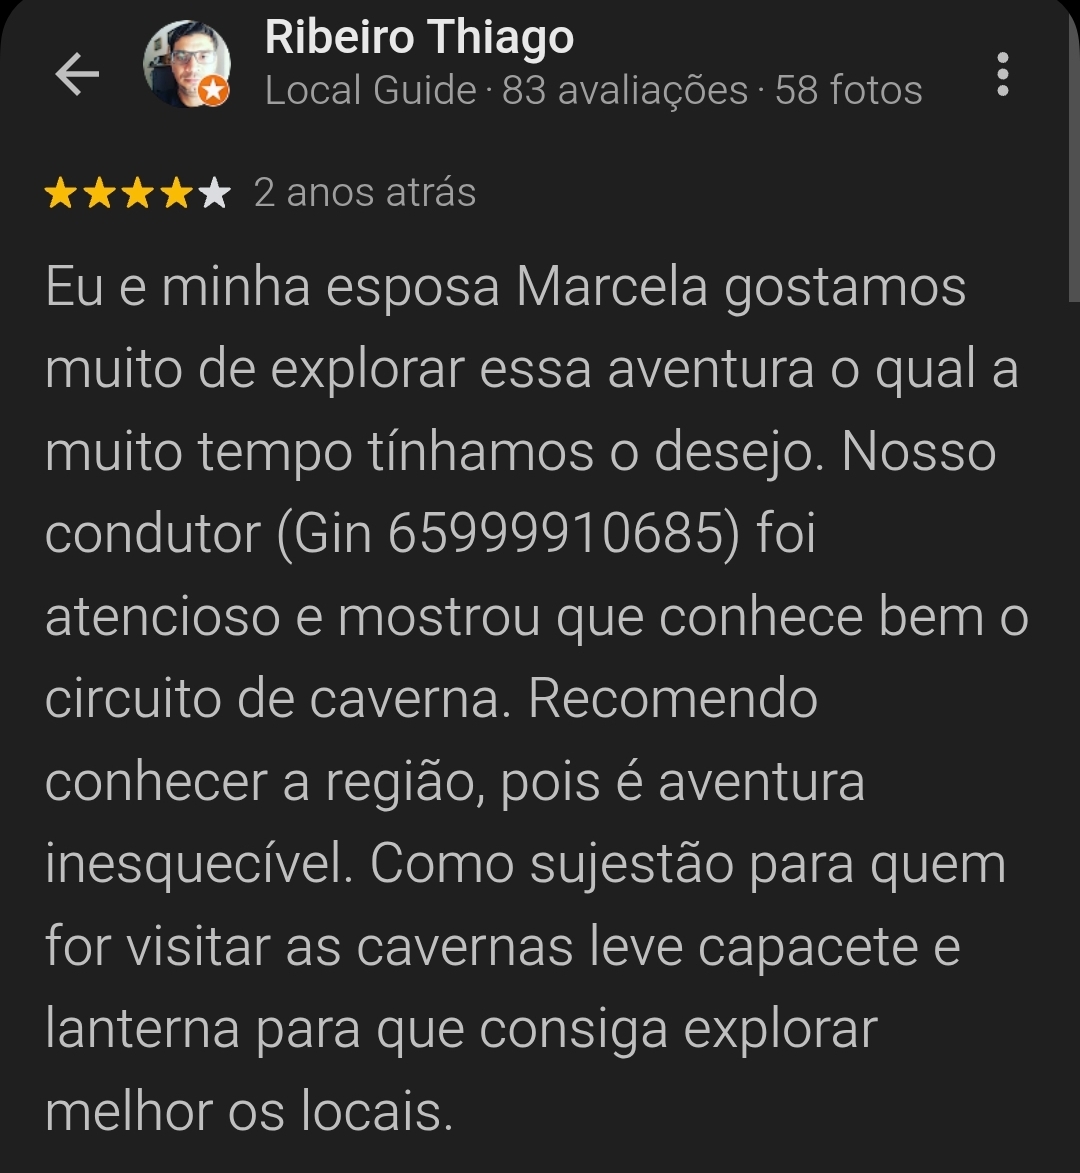 Ribeiro Thiago
Local Guide · 83 avaliações · 58 fotos
2 anos atrás
Eu e minha esposa Marcela gostamos
muito de explorar essa aventura o qual a
muito tempo tínhamos o desejo. Nosso
condutor (Gin 65999910685) foi
atencioso e mostrou que conhece bem o
circuito de caverna. Recomendo
conhecer a região, pois é aventura
inesquecível. Como sujestão para quem
for visitar as cavernas leve capacete e
lanterna para que consiga explorar
melhor os locais.